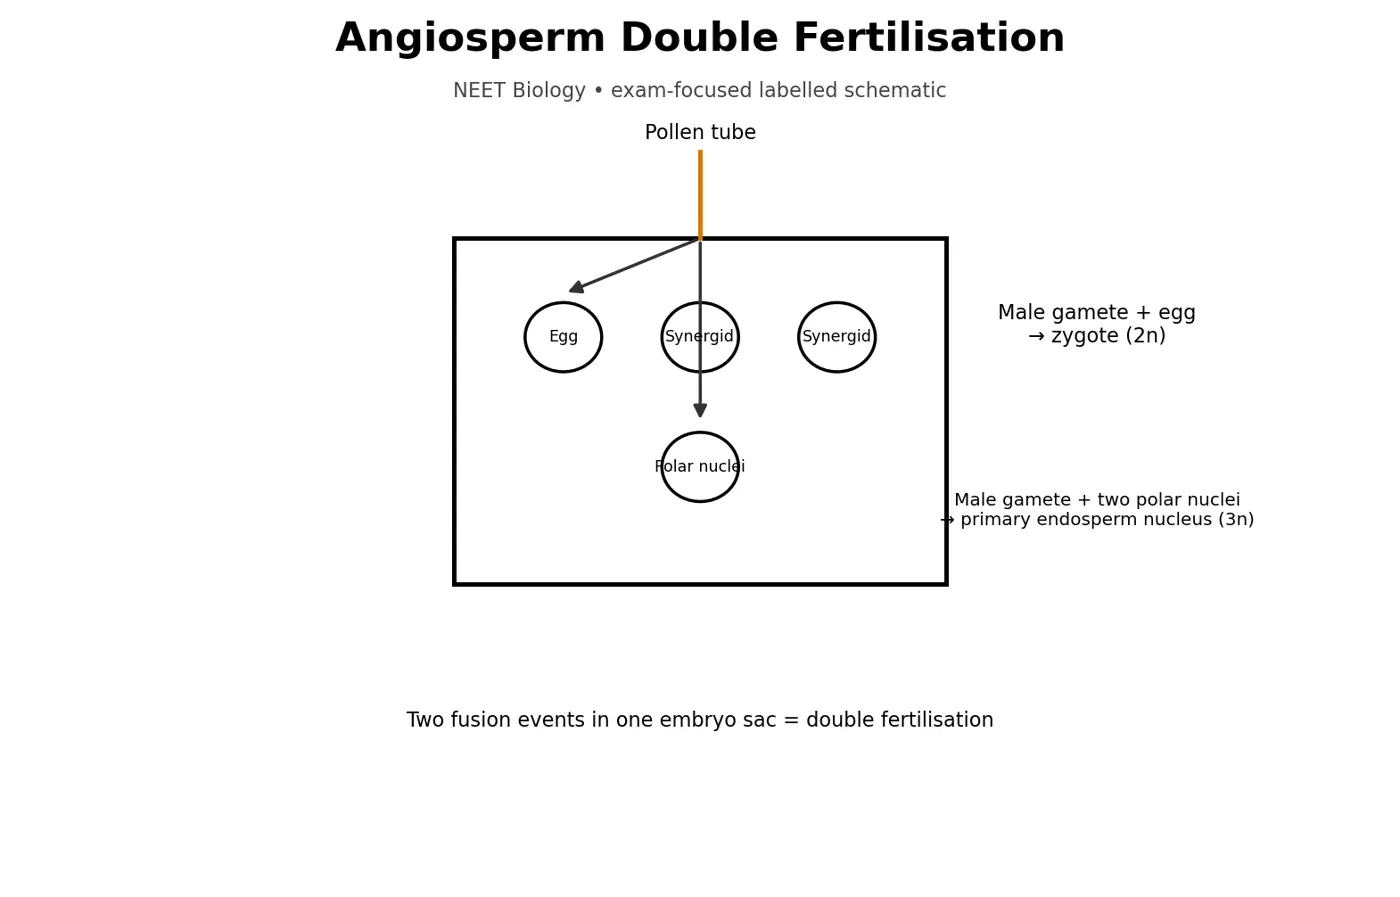 Angiosperm Double Fertilisation
NEET Biology • exam-focused labelled schematic
Pollen tube
Egg
Synergid
Synergid
Male gamete + egg
→ zygote (2n)
Polar nuclei
Male gamete + two polar nuclei
→ primary endosperm nucleus (3n)
Two fusion events in one embryo sac = double fertilisation